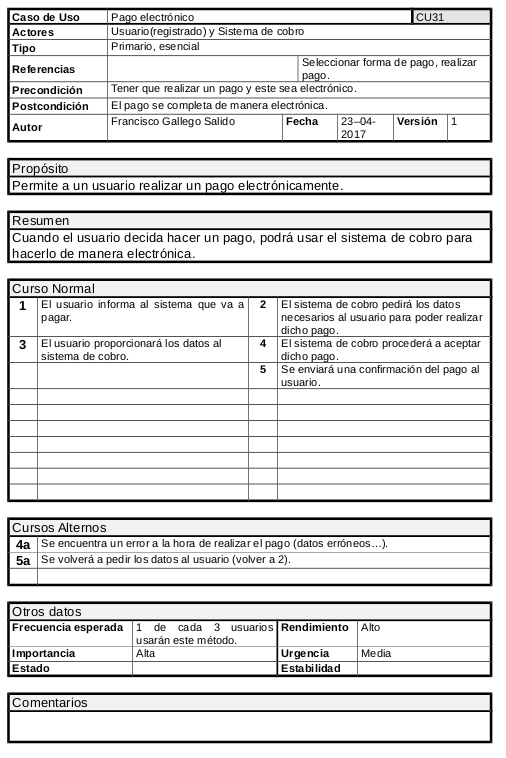 Caso de Uso Pago electrónico CU31
Actores Usuario(registrado) y Sistema de cobro
Tipo Primario, esencial
Referencias Seleccionar forma de pago, realizar
pago.
Precondición Tener que realizar un pago y este sea electrónico.
Postcondición El pago se completa de manera electrónica.
Autor Francisco Gallego Salido Fecha 23–04-
2017 Versión 1
Propósito
Permite a un usuario realizar un pago electrónicamente.
Resumen
Cuando el usuario decida hacer un pago, podrá usar el sistema de cobro para
hacerlo de manera electrónica.
Curso Normal
1 El usuario informa al sistema que va a
pagar.
2 El sistema de cobro pedirá los datos
necesarios al usuario para poder realizar
dicho pago.
3 El usuario proporcionará los datos al
sistema de cobro.
4 El sistema de cobro procederá a aceptar
dicho pago.
5 Se enviará una confirmación del pago al
usuario.
Cursos Alternos
4a Se encuentra un error a la hora de realizar el pago (datos erróneos…).
5a Se volverá a pedir los datos al usuario (volver a 2).
Otros datos
Frecuencia esperada 1 de cada 3 usuarios
usarán este método.
Rendimiento Alto
Importancia Alta Urgencia Media
Estado Estabilidad
Comentarios